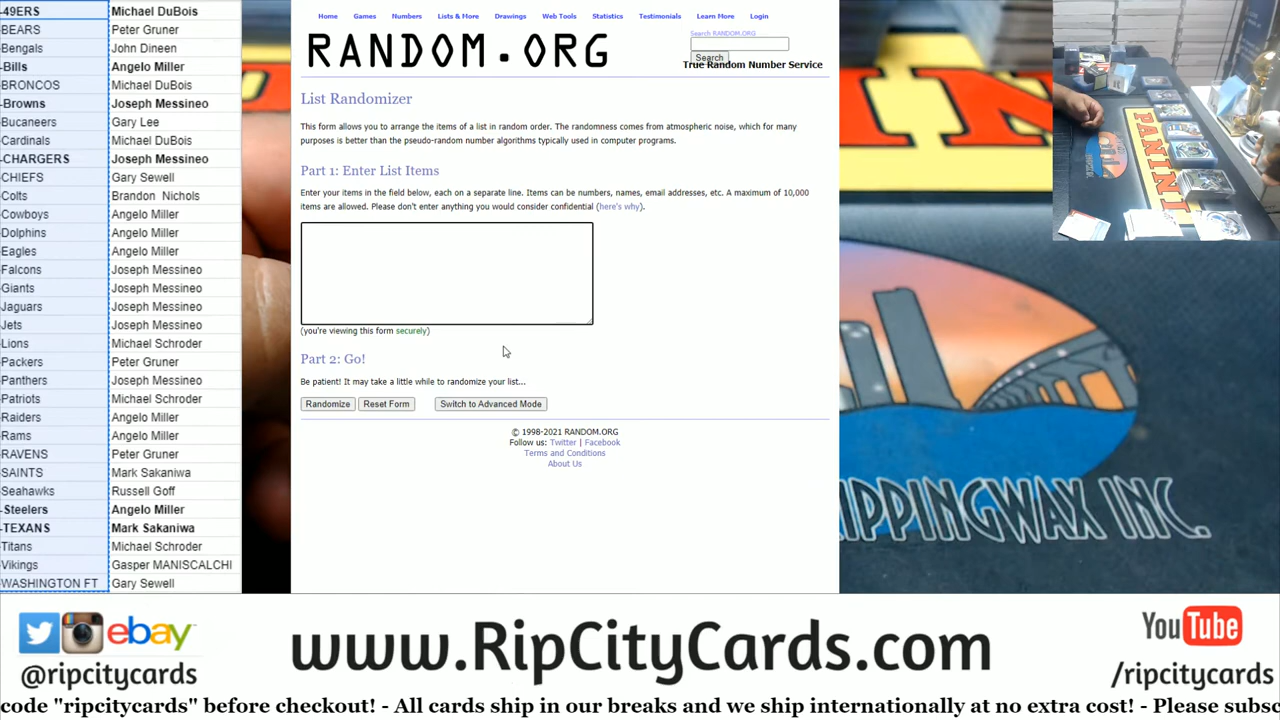 -49ERS Michael DuBois
BEARS Peter Gruner
Bengals John Dineen
-Bills Angelo Miller
BRONCOS Michael DuBois
-Browns Joseph Messineo
Bucaneers Gary Lee
Cardinals Michael DuBois
-CHARGERS Joseph Messineo
CHIEFS Gary Sewell
Colts Brandon Nichols
Cowboys Angelo Miller
Dolphins Angelo Miller
Eagles Angelo Miller
Falcons Joseph Messineo
Giants Joseph Messineo
Jaguars Joseph Messineo
Jets Joseph Messineo
Lions Michael Schroder
Packers Peter Gruner
Panthers Joseph Messineo
Patriots Michael Schroder
Raiders Angelo Miller
Rams Angelo Miller
RAVENS Peter Gruner
SAINTS Mark Sakaniwa
Seahawks Russell Goff
-Steelers Angelo Miller
-TEXANS Mark Sakaniwa
Titans Michael Schroder
Vikings Gasper MANISCALCHI
WASHINGTON FT Gary Sewell
Home Games Numbers Lists & More Drawings Web Tools Statistics Testimonials Learn More Login
RANDOM.ORG
Search RANDOM.ORG
Search
True Random Number Service
List Randomizer
This form allows you to arrange the items of a list in random order. The randomness comes from atmospheric noise, which for many
purposes is better than the pseudo-random number algorithms typically used in computer programs.
Part 1: Enter List Items
Enter your items in the field below, each on a separate line. Items can be numbers, names, email addresses, etc. A maximum of 10,000
items are allowed. Please don't enter anything you would consider confidential (here's why).
(you're viewing this form securely)
Part 2: Go!
Be patient! It may take a little while to randomize your list...
Randomize Reset Form Switch to Advanced Mode
© 1998-2021 RANDOM.ORG
Follow us: Twitter | Facebook
Terms and Conditions
About Us
PANINI
RIPPINGWAX INC.
ebay
@ripcitycards
www.RipCityCards.com
YouTube
/ripcitycards
code "ripcitycards" before checkout! - All cards ship in our breaks and we ship internationally at no extra cost! - Please subsc